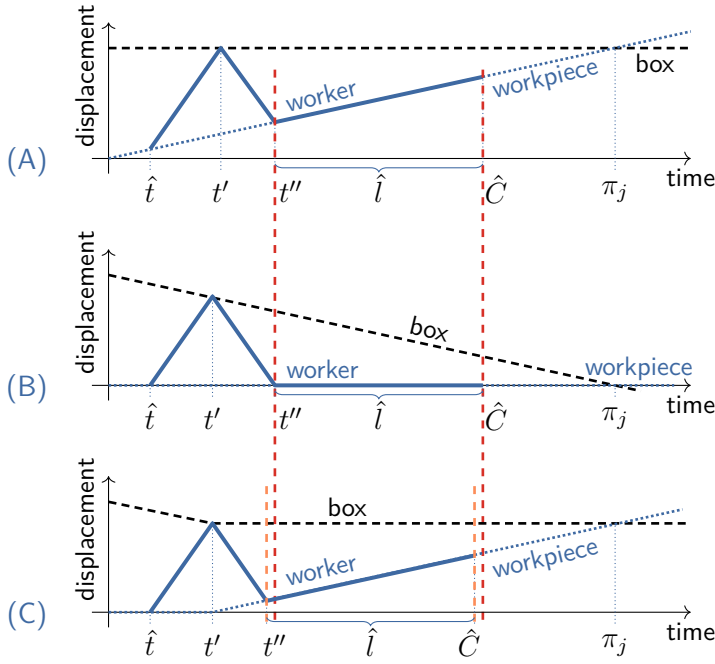 displacement
worker
workpiece
box
(A)
t̂ t′ t″ l̂ Ĉ π_j time
displacement
box
worker
workpiece
(B)
t̂ t′ t″ l̂ Ĉ π_j time
displacement
box
worker
workpiece
(C)
t̂ t′ t″ l̂ Ĉ π_j time